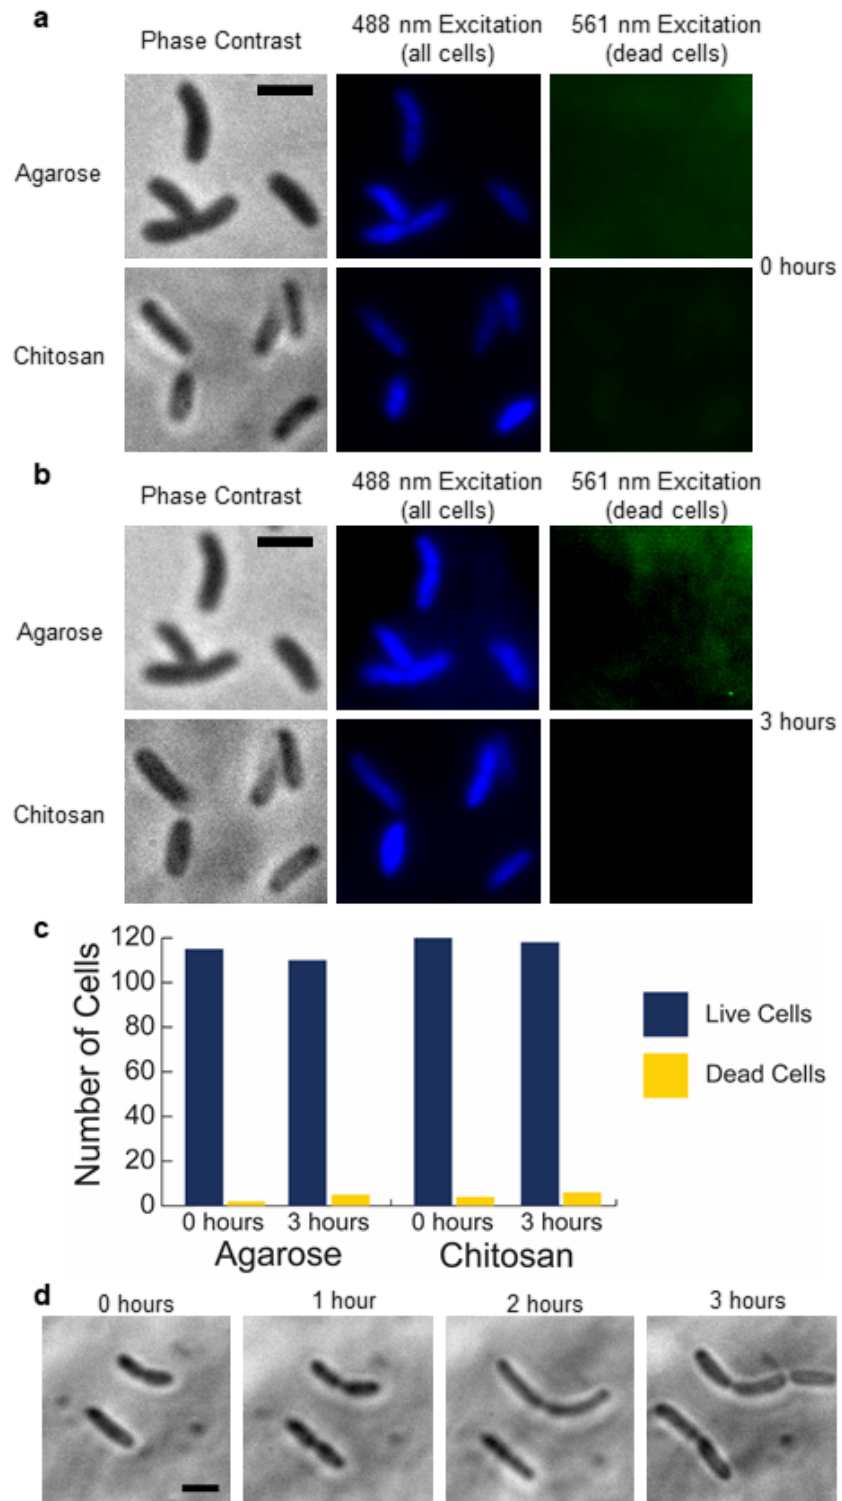 a
Phase Contrast
488 nm Excitation
(all cells)
561 nm Excitation
(dead cells)
Agarose
0 hours
Chitosan
b
Phase Contrast
488 nm Excitation
(all cells)
561 nm Excitation
(dead cells)
Agarose
3 hours
Chitosan
c
Number of Cells
120
100
80
60
40
20
0
0 hours 3 hours 0 hours 3 hours
Agarose Chitosan
Live Cells
Dead Cells
d
0 hours 1 hour 2 hours 3 hours